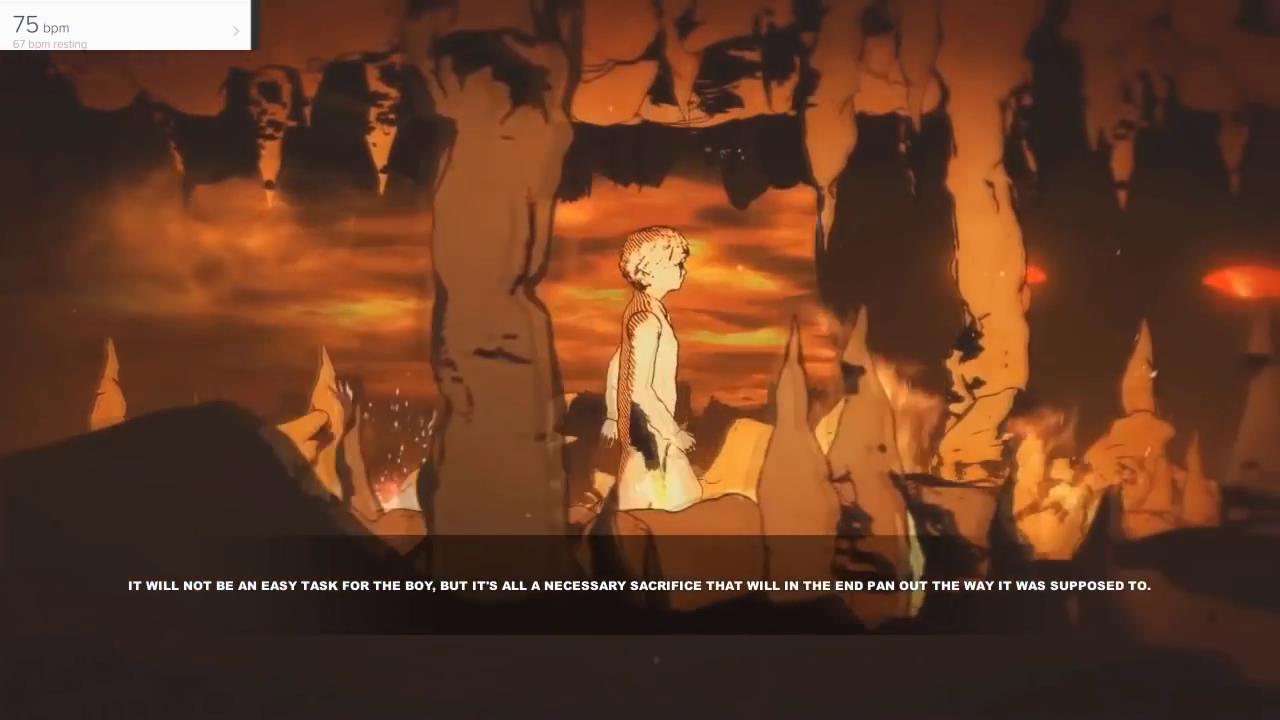 75 bpm
67 bpm resting
IT WILL NOT BE AN EASY TASK FOR THE BOY, BUT IT'S ALL A NECESSARY SACRIFICE THAT WILL IN THE END PAN OUT THE WAY IT WAS SUPPOSED TO.